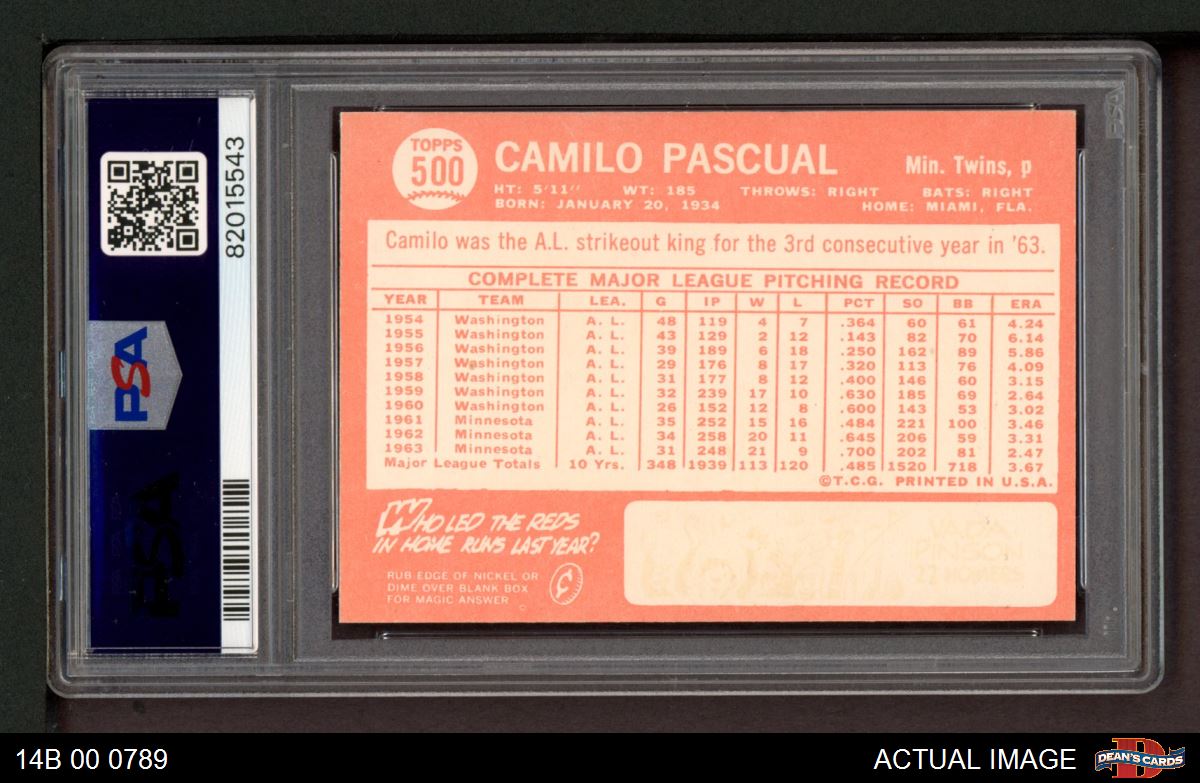 82015543
PSA
PSA
TOPPS
500
CAMILO PASCUAL
Min. Twins, p
HT: 5'11" WT: 185 THROWS: RIGHT BATS: RIGHT
BORN: JANUARY 20, 1934 HOME: MIAMI, FLA.
Camilo was the A.L. strikeout king for the 3rd consecutive year in '63.
COMPLETE MAJOR LEAGUE PITCHING RECORD
YEAR TEAM LEA. G IP W L PCT SO BB ERA
1954 Washington A. L. 48 119 4 7 .364 60 61 4.24
1955 Washington A. L. 43 129 2 12 .143 82 70 6.14
1956 Washington A. L. 39 189 6 18 .250 162 89 5.86
1957 Washington A. L. 29 176 8 17 .320 113 76 4.09
1958 Washington A. L. 31 177 8 12 .400 146 60 3.15
1959 Washington A. L. 32 239 17 10 .630 185 69 2.64
1960 Washington A. L. 26 152 12 8 .600 143 53 3.02
1961 Minnesota A. L. 35 252 15 16 .484 221 100 3.46
1962 Minnesota A. L. 34 258 20 11 .645 206 59 3.31
1963 Minnesota A. L. 31 248 21 9 .700 202 81 2.47
Major League Totals 10 Yrs. 348 1939 113 120 .485 1520 718 3.67
©T.C.G. PRINTED IN U.S.A.
WHO LED THE REDS
IN HOME RUNS LAST YEAR?
RUB EDGE OF NICKEL OR
DIME OVER BLANK BOX
FOR MAGIC ANSWER
14B 00 0789
ACTUAL IMAGE
DEAN'S CARDS